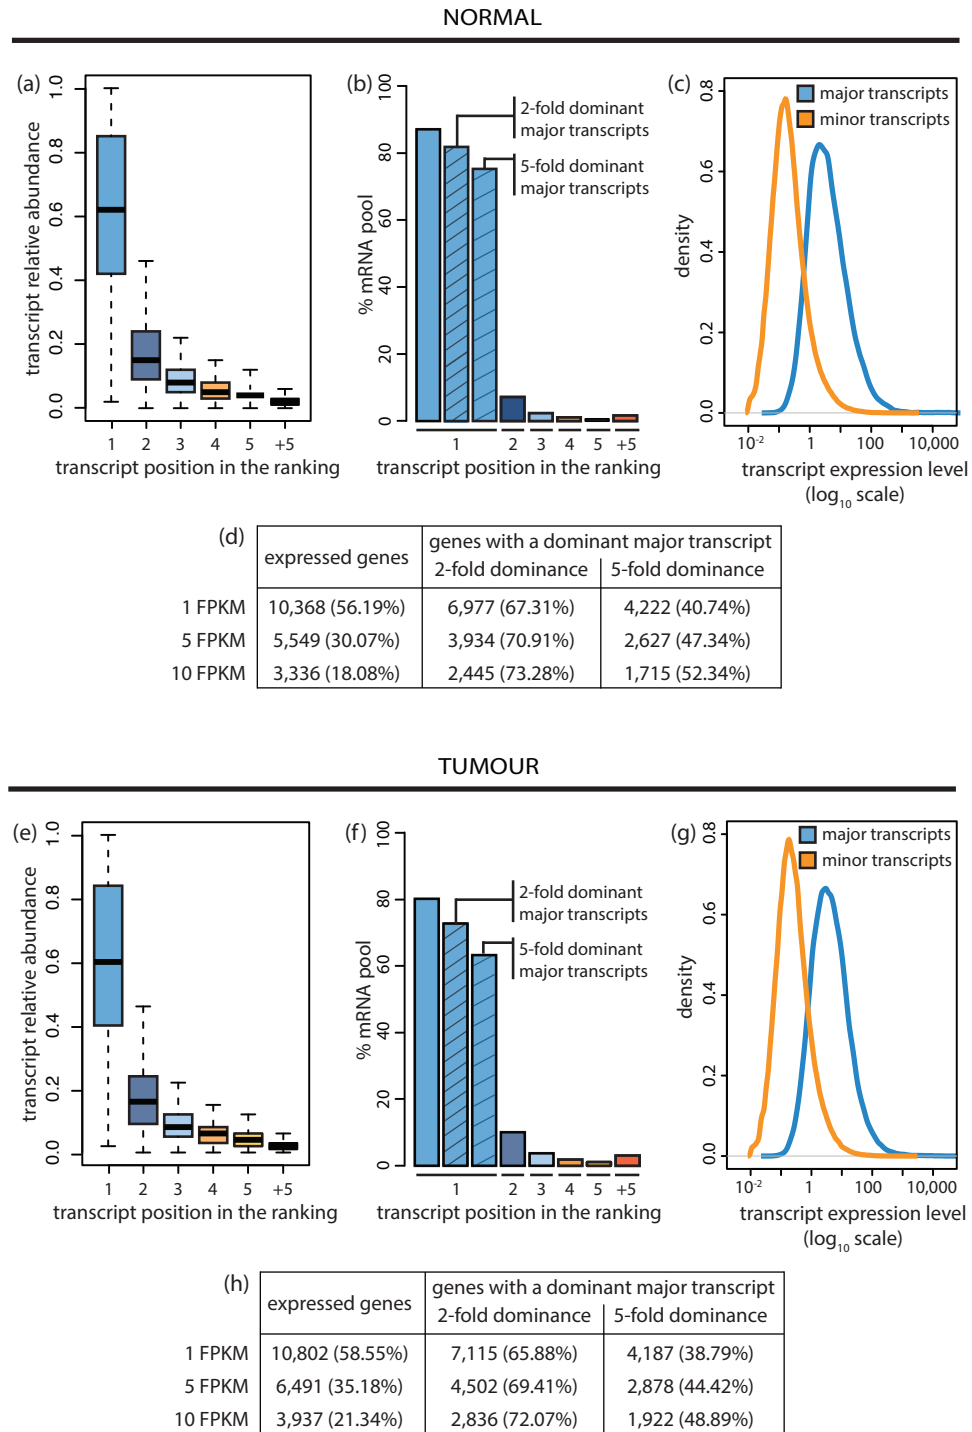 NORMAL
(a)
transcript relative abundance
0.0 0.2 0.4 0.6 0.8 1.0
1 2 3 4 5 +5
transcript position in the ranking
(b)
% mRNA pool
0 20 40 60 80 100
2-fold dominant
major transcripts
5-fold dominant
major transcripts
1 2 3 4 5 +5
transcript position in the ranking
(c)
density
0.0 0.2 0.4 0.6 0.8
major transcripts
minor transcripts
10-2 1 100 10,000
transcript expression level
(log10 scale)
(d)
expressed genes
genes with a dominant major transcript
2-fold dominance 5-fold dominance
1 FPKM 10,368 (56.19%) 6,977 (67.31%) 4,222 (40.74%)
5 FPKM 5,549 (30.07%) 3,934 (70.91%) 2,627 (47.34%)
10 FPKM 3,336 (18.08%) 2,445 (73.28%) 1,715 (52.34%)
TUMOUR
(e)
transcript relative abundance
0.0 0.2 0.4 0.6 0.8 1.0
1 2 3 4 5 +5
transcript position in the ranking
(f)
% mRNA pool
0 20 40 60 80 100
2-fold dominant
major transcripts
5-fold dominant
major transcripts
1 2 3 4 5 +5
transcript position in the ranking
(g)
density
0.0 0.2 0.4 0.6 0.8
major transcripts
minor transcripts
10-2 1 100 10,000
transcript expression level
(log10 scale)
(h)
expressed genes
genes with a dominant major transcript
2-fold dominance 5-fold dominance
1 FPKM 10,802 (58.55%) 7,115 (65.88%) 4,187 (38.79%)
5 FPKM 6,491 (35.18%) 4,502 (69.41%) 2,878 (44.42%)
10 FPKM 3,937 (21.34%) 2,836 (72.07%) 1,922 (48.89%)